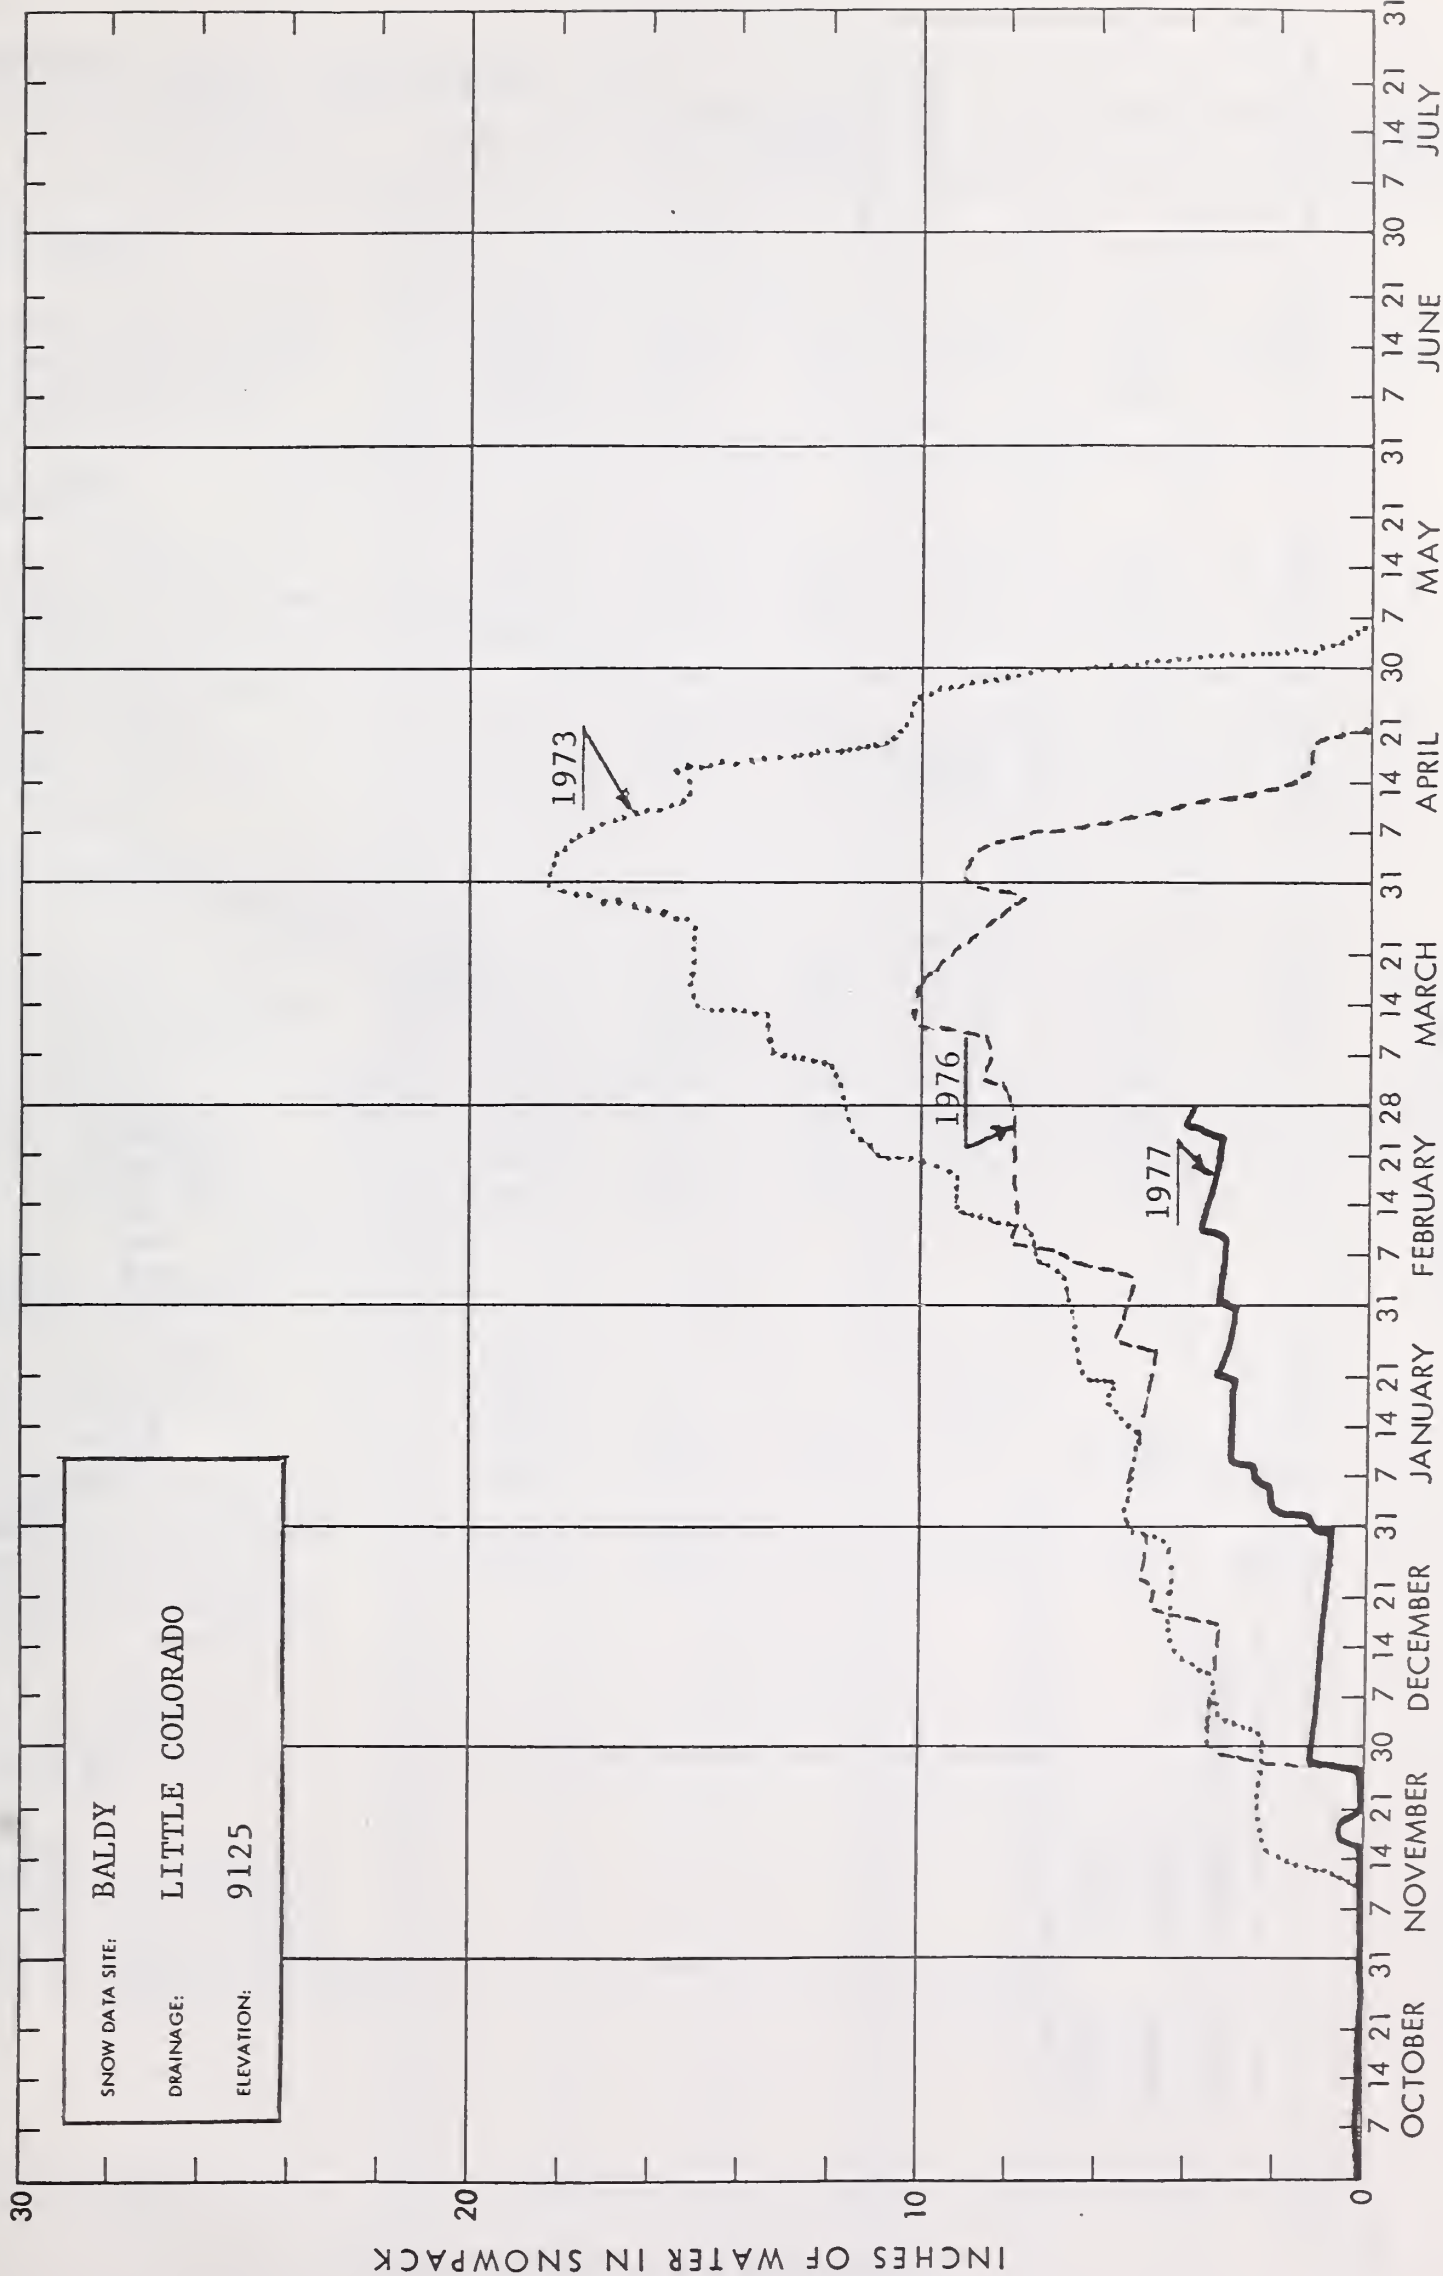 SNOW DATA SITE: BALDY
DRAINAGE: LITTLE COLORADO
ELEVATION: 9125
INCHES OF WATER IN SNOWPACK
30
20
10
0
1973
1976
1977
7 14 21 31 7 14 21 30 7 14 21 31 7 14 21 31 7 14 21 28 7 14 21 31 7 14 21 30 7 14 21 31 7 14 21 30 7 14 21 31
OCTOBER NOVEMBER DECEMBER JANUARY FEBRUARY MARCH APRIL MAY JUNE JULY